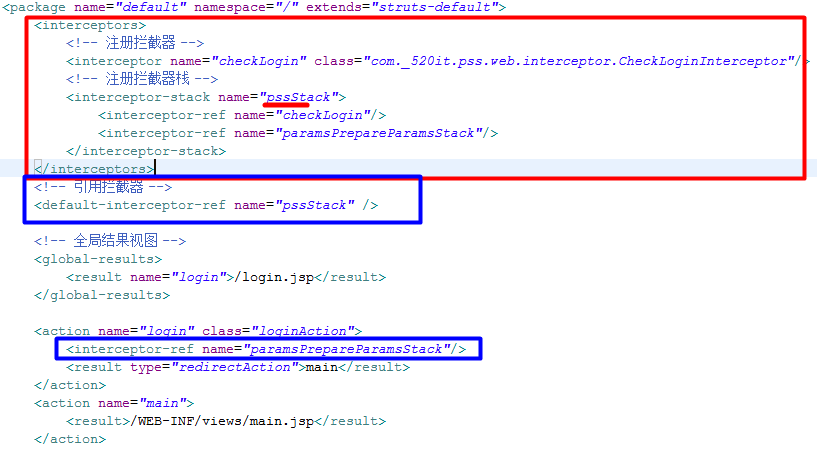 <package name="default" namespace="/" extends="struts-default">
<interceptors>
<!-- 注册拦截器 -->
<interceptor name="checkLogin" class="com._520it.pss.web.interceptor.CheckLoginInterceptor"/>
<!-- 注册拦截器栈 -->
<interceptor-stack name="pssStack">
<interceptor-ref name="checkLogin"/>
<interceptor-ref name="paramsPrepareParamsStack"/>
</interceptor-stack>
</interceptors>
<!-- 引用拦截器 -->
<default-interceptor-ref name="pssStack" />
<!-- 全局结果视图 -->
<global-results>
<result name="login">/login.jsp</result>
</global-results>
<action name="login" class="loginAction">
<interceptor-ref name="paramsPrepareParamsStack"/>
<result type="redirectAction">main</result>
</action>
<action name="main">
<result>/WEB-INF/views/main.jsp</result>
</action>